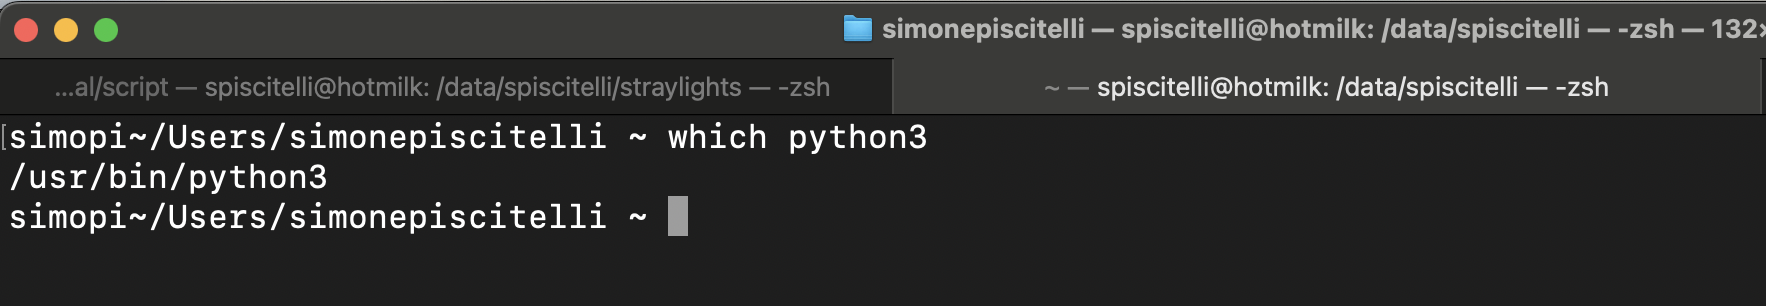 simonepiscitelli — spiscitelli@hotmilk: /data/spiscitelli — -zsh — 132×
...al/script — spiscitelli@hotmilk: /data/spiscitelli/straylights — -zsh
~ — spiscitelli@hotmilk: /data/spiscitelli — -zsh
[simopi~/Users/simonepiscitelli ~ which python3
/usr/bin/python3
simopi~/Users/simonepiscitelli ~